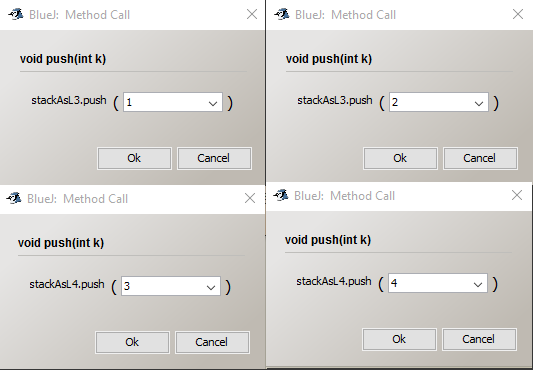 BlueJ: Method Call
void push(int k)
stackAsL3.push ( 1 )
Ok Cancel
BlueJ: Method Call
void push(int k)
stackAsL3.push ( 2 )
Ok Cancel
BlueJ: Method Call
void push(int k)
stackAsL4.push ( 3 )
Ok Cancel
BlueJ: Method Call
void push(int k)
stackAsL4.push ( 4 )
Ok Cancel